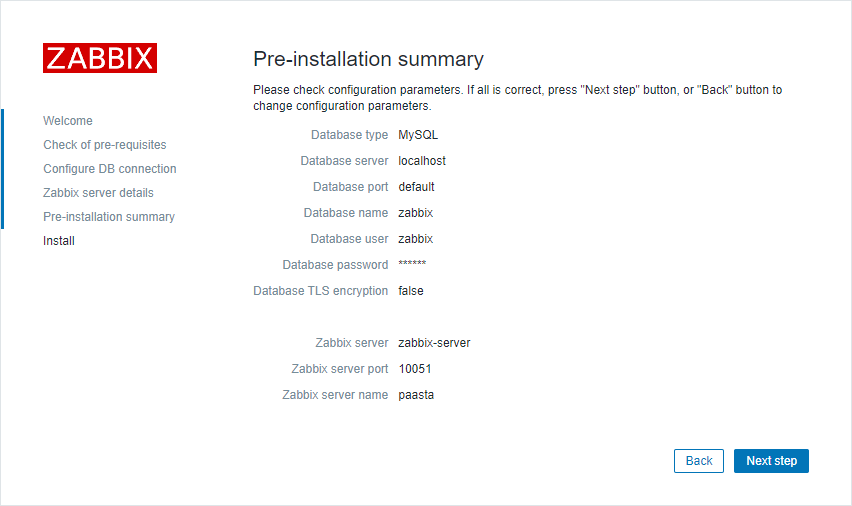 ZABBIX
Welcome
Check of pre-requisites
Configure DB connection
Zabbix server details
Pre-installation summary
Install
Pre-installation summary
Please check configuration parameters. If all is correct, press "Next step" button, or "Back" button to
change configuration parameters.
Database type MySQL
Database server localhost
Database port default
Database name zabbix
Database user zabbix
Database password ******
Database TLS encryption false
Zabbix server zabbix-server
Zabbix server port 10051
Zabbix server name paasta
Back Next step